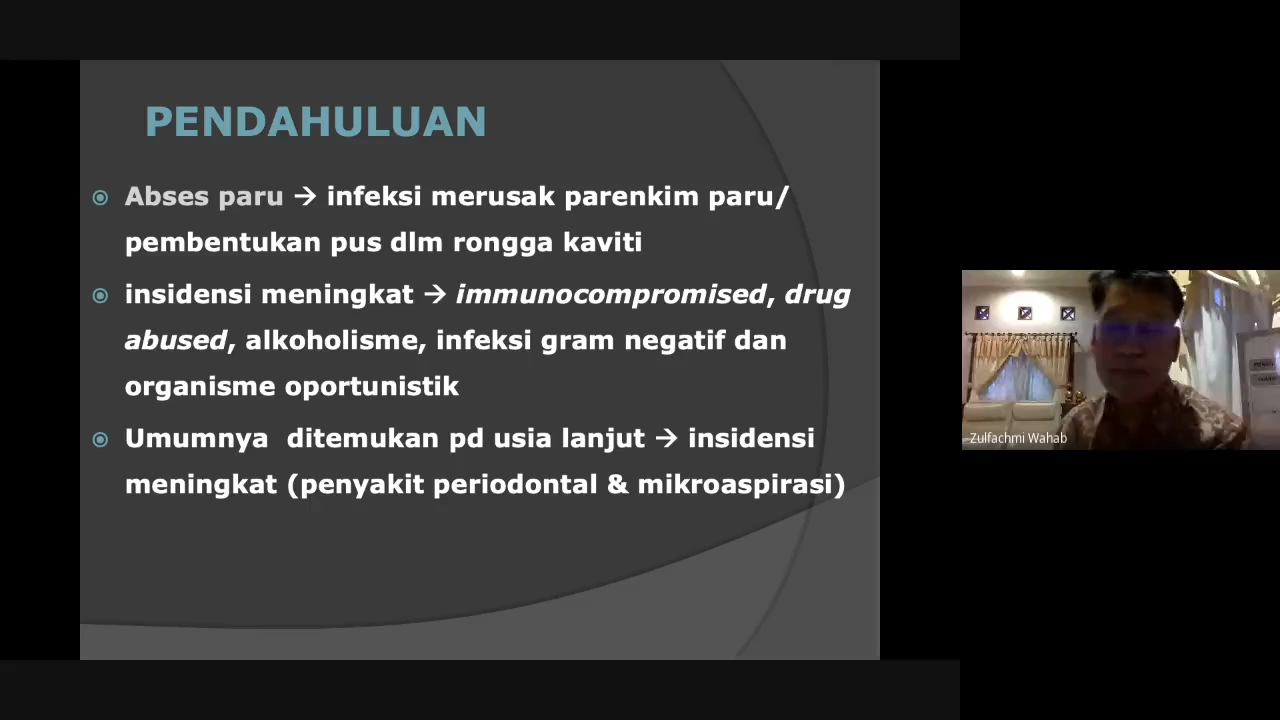 PENDAHULUAN
Abses paru → infeksi merusak parenkim paru/
pembentukan pus dlm rongga kaviti
insidensi meningkat → immunocompromised, drug
abused, alkoholisme, infeksi gram negatif dan
organisme oportunistik
Umumnya  ditemukan pd usia lanjut → insidensi
meningkat (penyakit periodontal & mikroaspirasi)
Zulfachmi Wahab